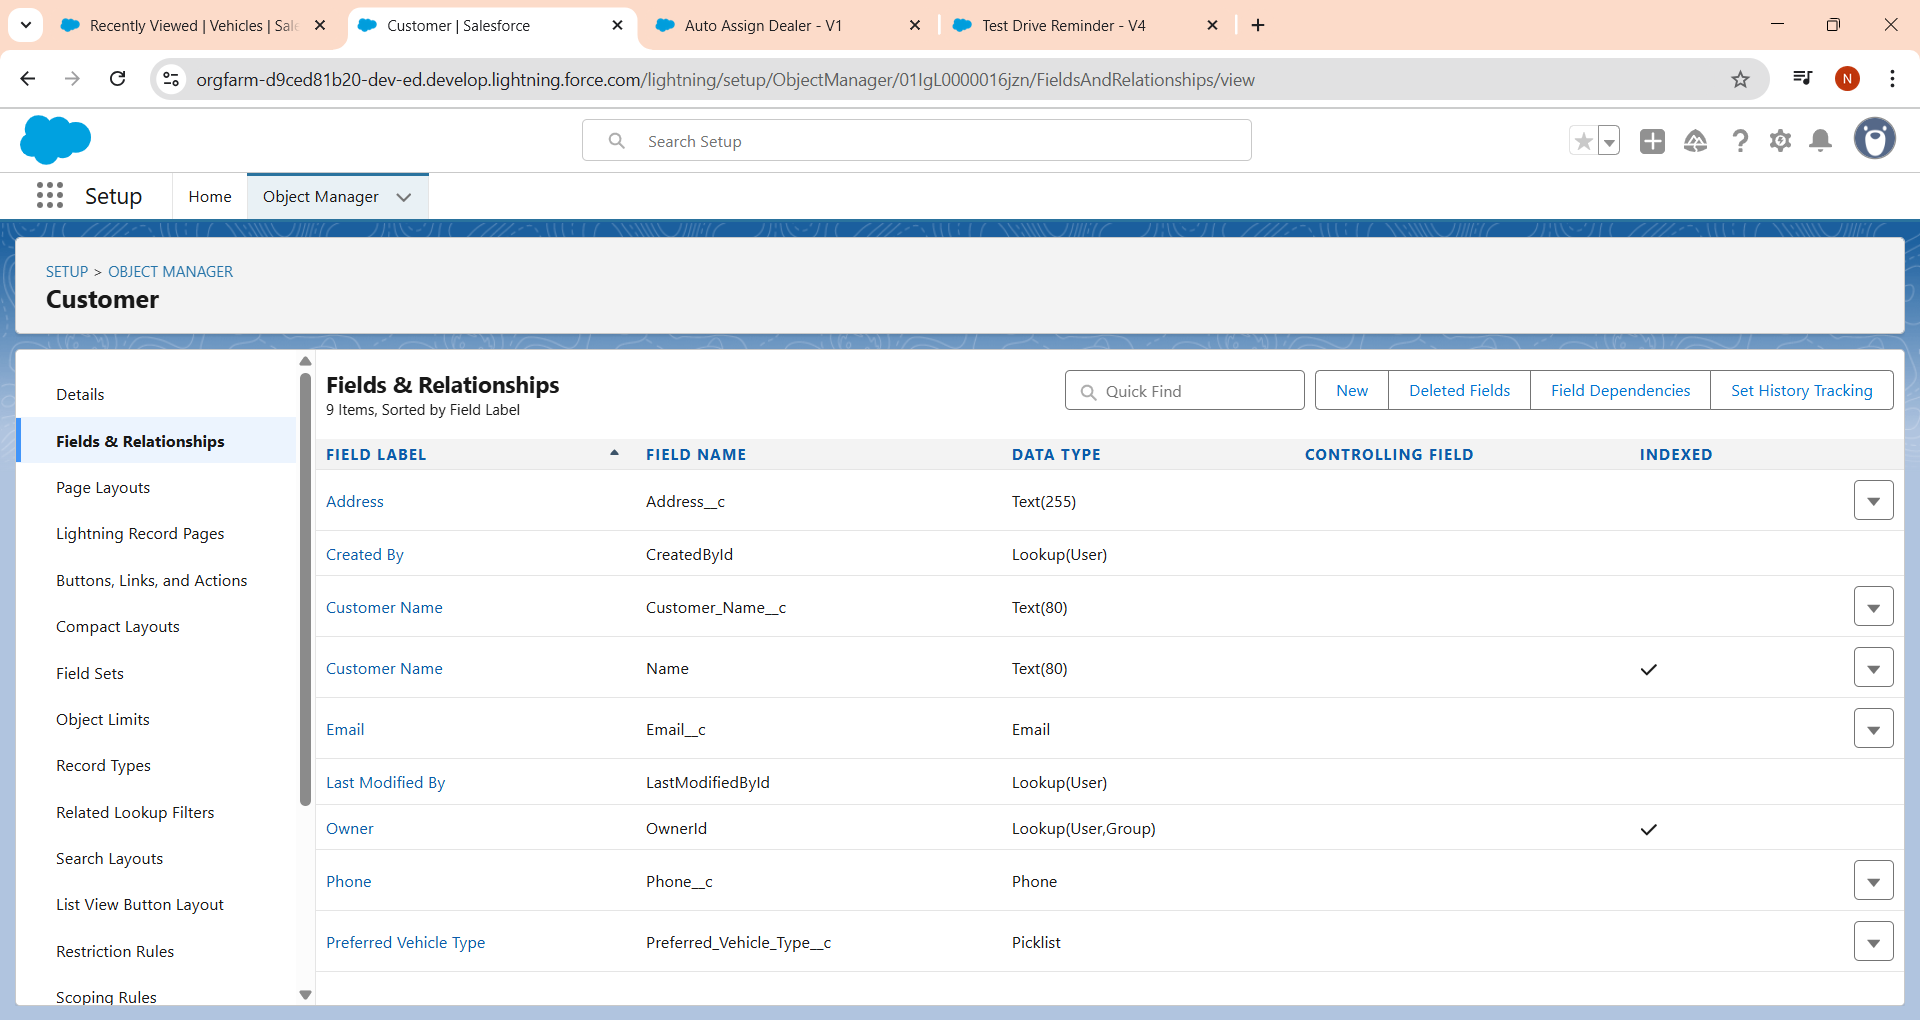 Recently Viewed | Vehicles | Sale
Customer | Salesforce
Auto Assign Dealer - V1
Test Drive Reminder - V4
orgfarm-d9ced81b20-dev-ed.develop.lightning.force.com/lightning/setup/ObjectManager/01IgL0000016jzn/FieldsAndRelationships/view
N
Search Setup
Setup
Home
Object Manager
SETUP > OBJECT MANAGER
Customer
Details
Fields & Relationships
Page Layouts
Lightning Record Pages
Buttons, Links, and Actions
Compact Layouts
Field Sets
Object Limits
Record Types
Related Lookup Filters
Search Layouts
List View Button Layout
Restriction Rules
Scoping Rules
Fields & Relationships
9 Items, Sorted by Field Label
Quick Find
New
Deleted Fields
Field Dependencies
Set History Tracking
FIELD LABEL FIELD NAME DATA TYPE CONTROLLING FIELD INDEXED
Address Address__c Text(255)
Created By CreatedById Lookup(User)
Customer Name Customer_Name__c Text(80)
Customer Name Name Text(80)
Email Email__c Email
Last Modified By LastModifiedById Lookup(User)
Owner OwnerId Lookup(User,Group)
Phone Phone__c Phone
Preferred Vehicle Type Preferred_Vehicle_Type__c Picklist